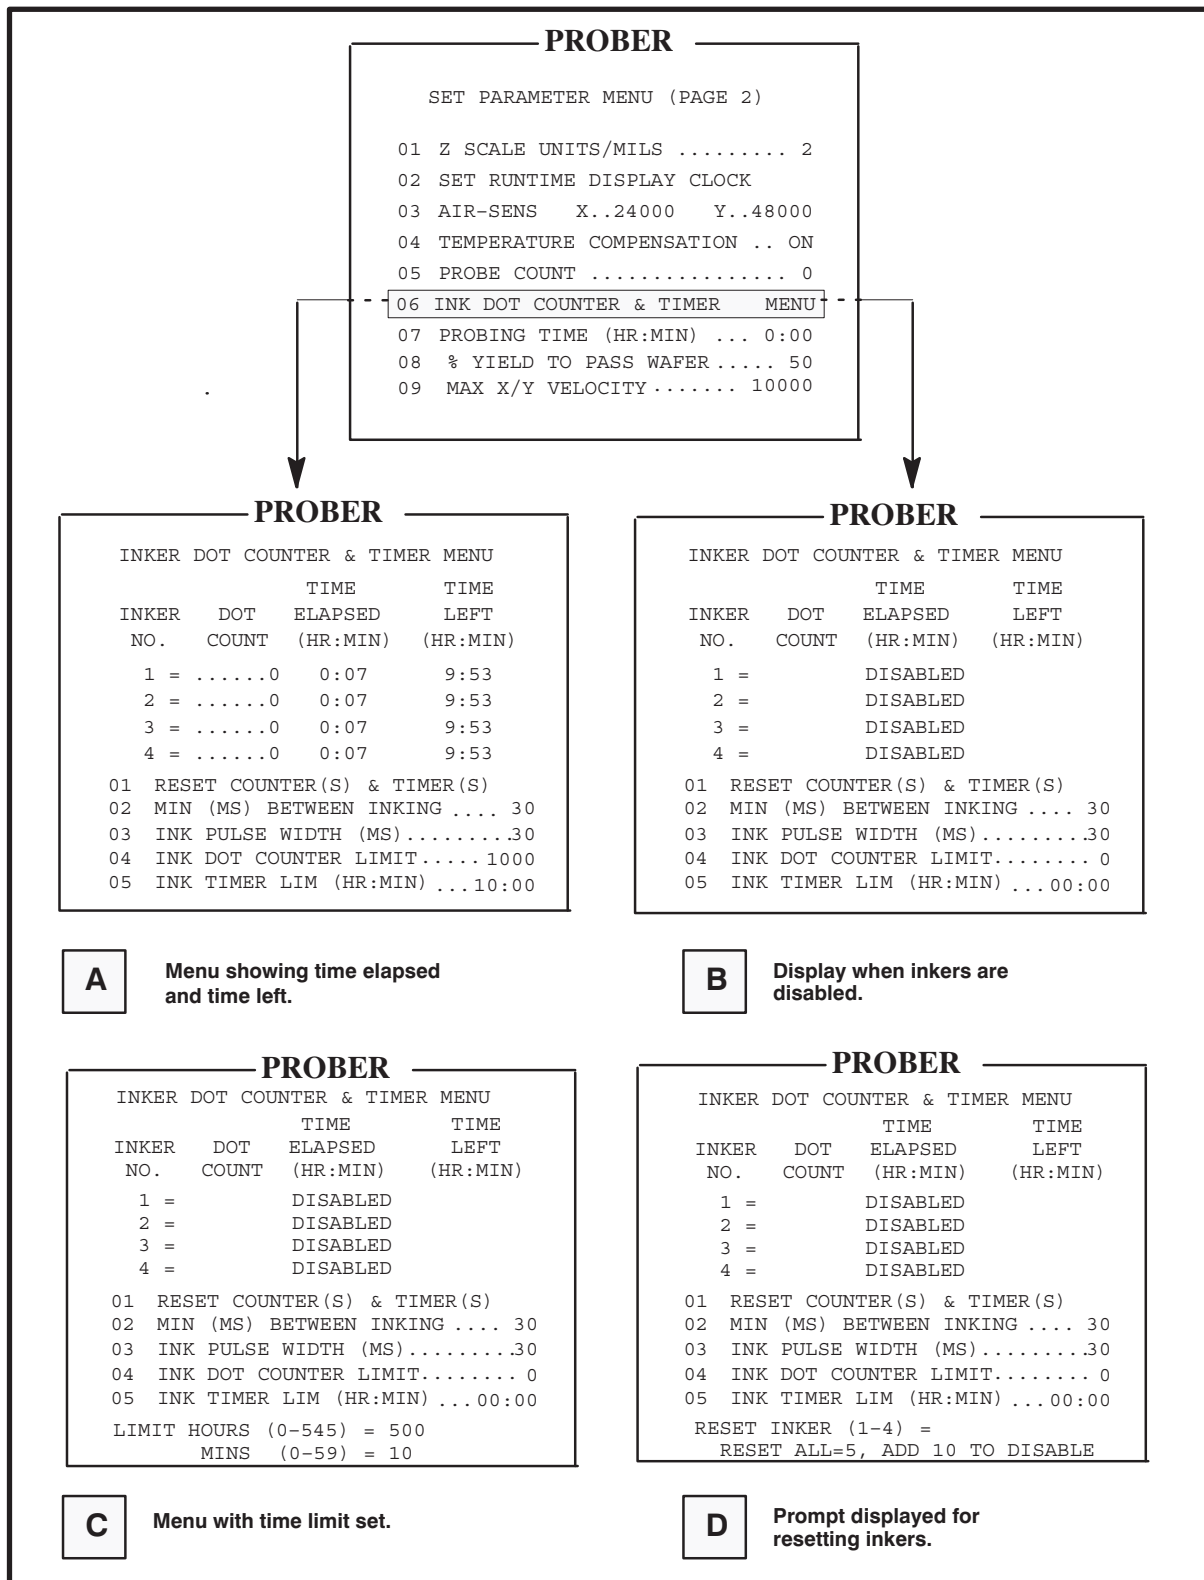 PROBER
SET PARAMETER MENU (PAGE 2)
01 Z SCALE UNITS/MILS ......... 2
02 SET RUNTIME DISPLAY CLOCK
03 AIR-SENS X..24000 Y..48000
04 TEMPERATURE COMPENSATION .. ON
05 PROBE COUNT ................ 0
06 INK DOT COUNTER & TIMER MENU
07 PROBING TIME (HR:MIN) ... 0:00
08 % YIELD TO PASS WAFER ..... 50
09 MAX X/Y VELOCITY ....... 10000
PROBER
INKER DOT COUNTER & TIMER MENU
TIME TIME
INKER DOT ELAPSED LEFT
NO. COUNT (HR:MIN) (HR:MIN)
1 = ......0 0:07 9:53
2 = ......0 0:07 9:53
3 = ......0 0:07 9:53
4 = ......0 0:07 9:53
01 RESET COUNTER(S) & TIMER(S)
02 MIN (MS) BETWEEN INKING .... 30
03 INK PULSE WIDTH (MS).........30
04 INK DOT COUNTER LIMIT..... 1000
05 INK TIMER LIM (HR:MIN) ...10:00
A Menu showing time elapsed
and time left.
PROBER
INKER DOT COUNTER & TIMER MENU
TIME TIME
INKER DOT ELAPSED LEFT
NO. COUNT (HR:MIN) (HR:MIN)
1 = DISABLED
2 = DISABLED
3 = DISABLED
4 = DISABLED
01 RESET COUNTER(S) & TIMER(S)
02 MIN (MS) BETWEEN INKING .... 30
03 INK PULSE WIDTH (MS).........30
04 INK DOT COUNTER LIMIT........ 0
05 INK TIMER LIM (HR:MIN) ...00:00
B Display when inkers are
disabled.
PROBER
INKER DOT COUNTER & TIMER MENU
TIME TIME
INKER DOT ELAPSED LEFT
NO. COUNT (HR:MIN) (HR:MIN)
1 = DISABLED
2 = DISABLED
3 = DISABLED
4 = DISABLED
01 RESET COUNTER(S) & TIMER(S)
02 MIN (MS) BETWEEN INKING .... 30
03 INK PULSE WIDTH (MS).........30
04 INK DOT COUNTER LIMIT........ 0
05 INK TIMER LIM (HR:MIN) ...00:00
LIMIT HOURS (0-545) = 500
MINS (0-59) = 10
C Menu with time limit set.
PROBER
INKER DOT COUNTER & TIMER MENU
TIME TIME
INKER DOT ELAPSED LEFT
NO. COUNT (HR:MIN) (HR:MIN)
1 = DISABLED
2 = DISABLED
3 = DISABLED
4 = DISABLED
01 RESET COUNTER(S) & TIMER(S)
02 MIN (MS) BETWEEN INKING .... 30
03 INK PULSE WIDTH (MS).........30
04 INK DOT COUNTER LIMIT........ 0
05 INK TIMER LIM (HR:MIN) ...00:00
RESET INKER (1-4) =
RESET ALL=5, ADD 10 TO DISABLE
D Prompt displayed for
resetting inkers.